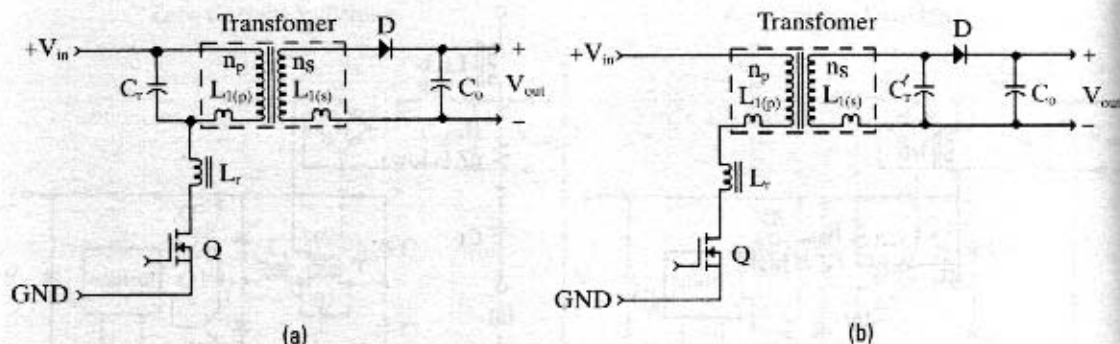 Transfomer
+V_in
n_p
n_s
D
+
C_r
L_1(p)
L_1(s)
C_o
V_out
−
L_r
Q
GND
(a)
Transfomer
+V_in
n_p
n_s
D
+
L_1(p)
L_1(s)
C'_r
C_o
V_ou
−
L_r
Q
GND
(b)